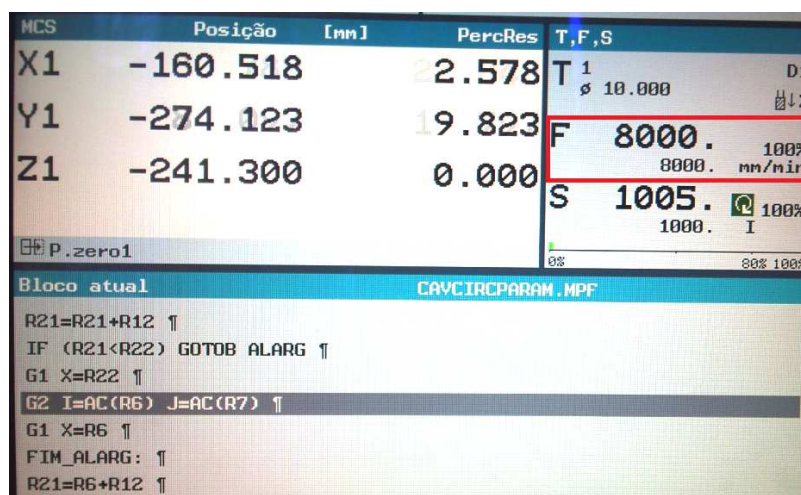 MCS Posição [mm] PercRes
X1 -160.518 2.578
Y1 -274.123 9.823
Z1 -241.300 0.000
P.zero1
T,F,S
T 1 D
ø 10.000
F 8000. 100%
8000. mm/min
S 1005. 100%
1000. I
0% 80% 100%
Bloco atual CAVCIRCPARAM.MPF
R21=R21+R12 ¶
IF (R21<R22) GOTOB ALARG ¶
G1 X=R22 ¶
G2 I=AC(R6) J=AC(R7) ¶
G1 X=R6 ¶
FIM_ALARG: ¶
R21=R6+R12 ¶